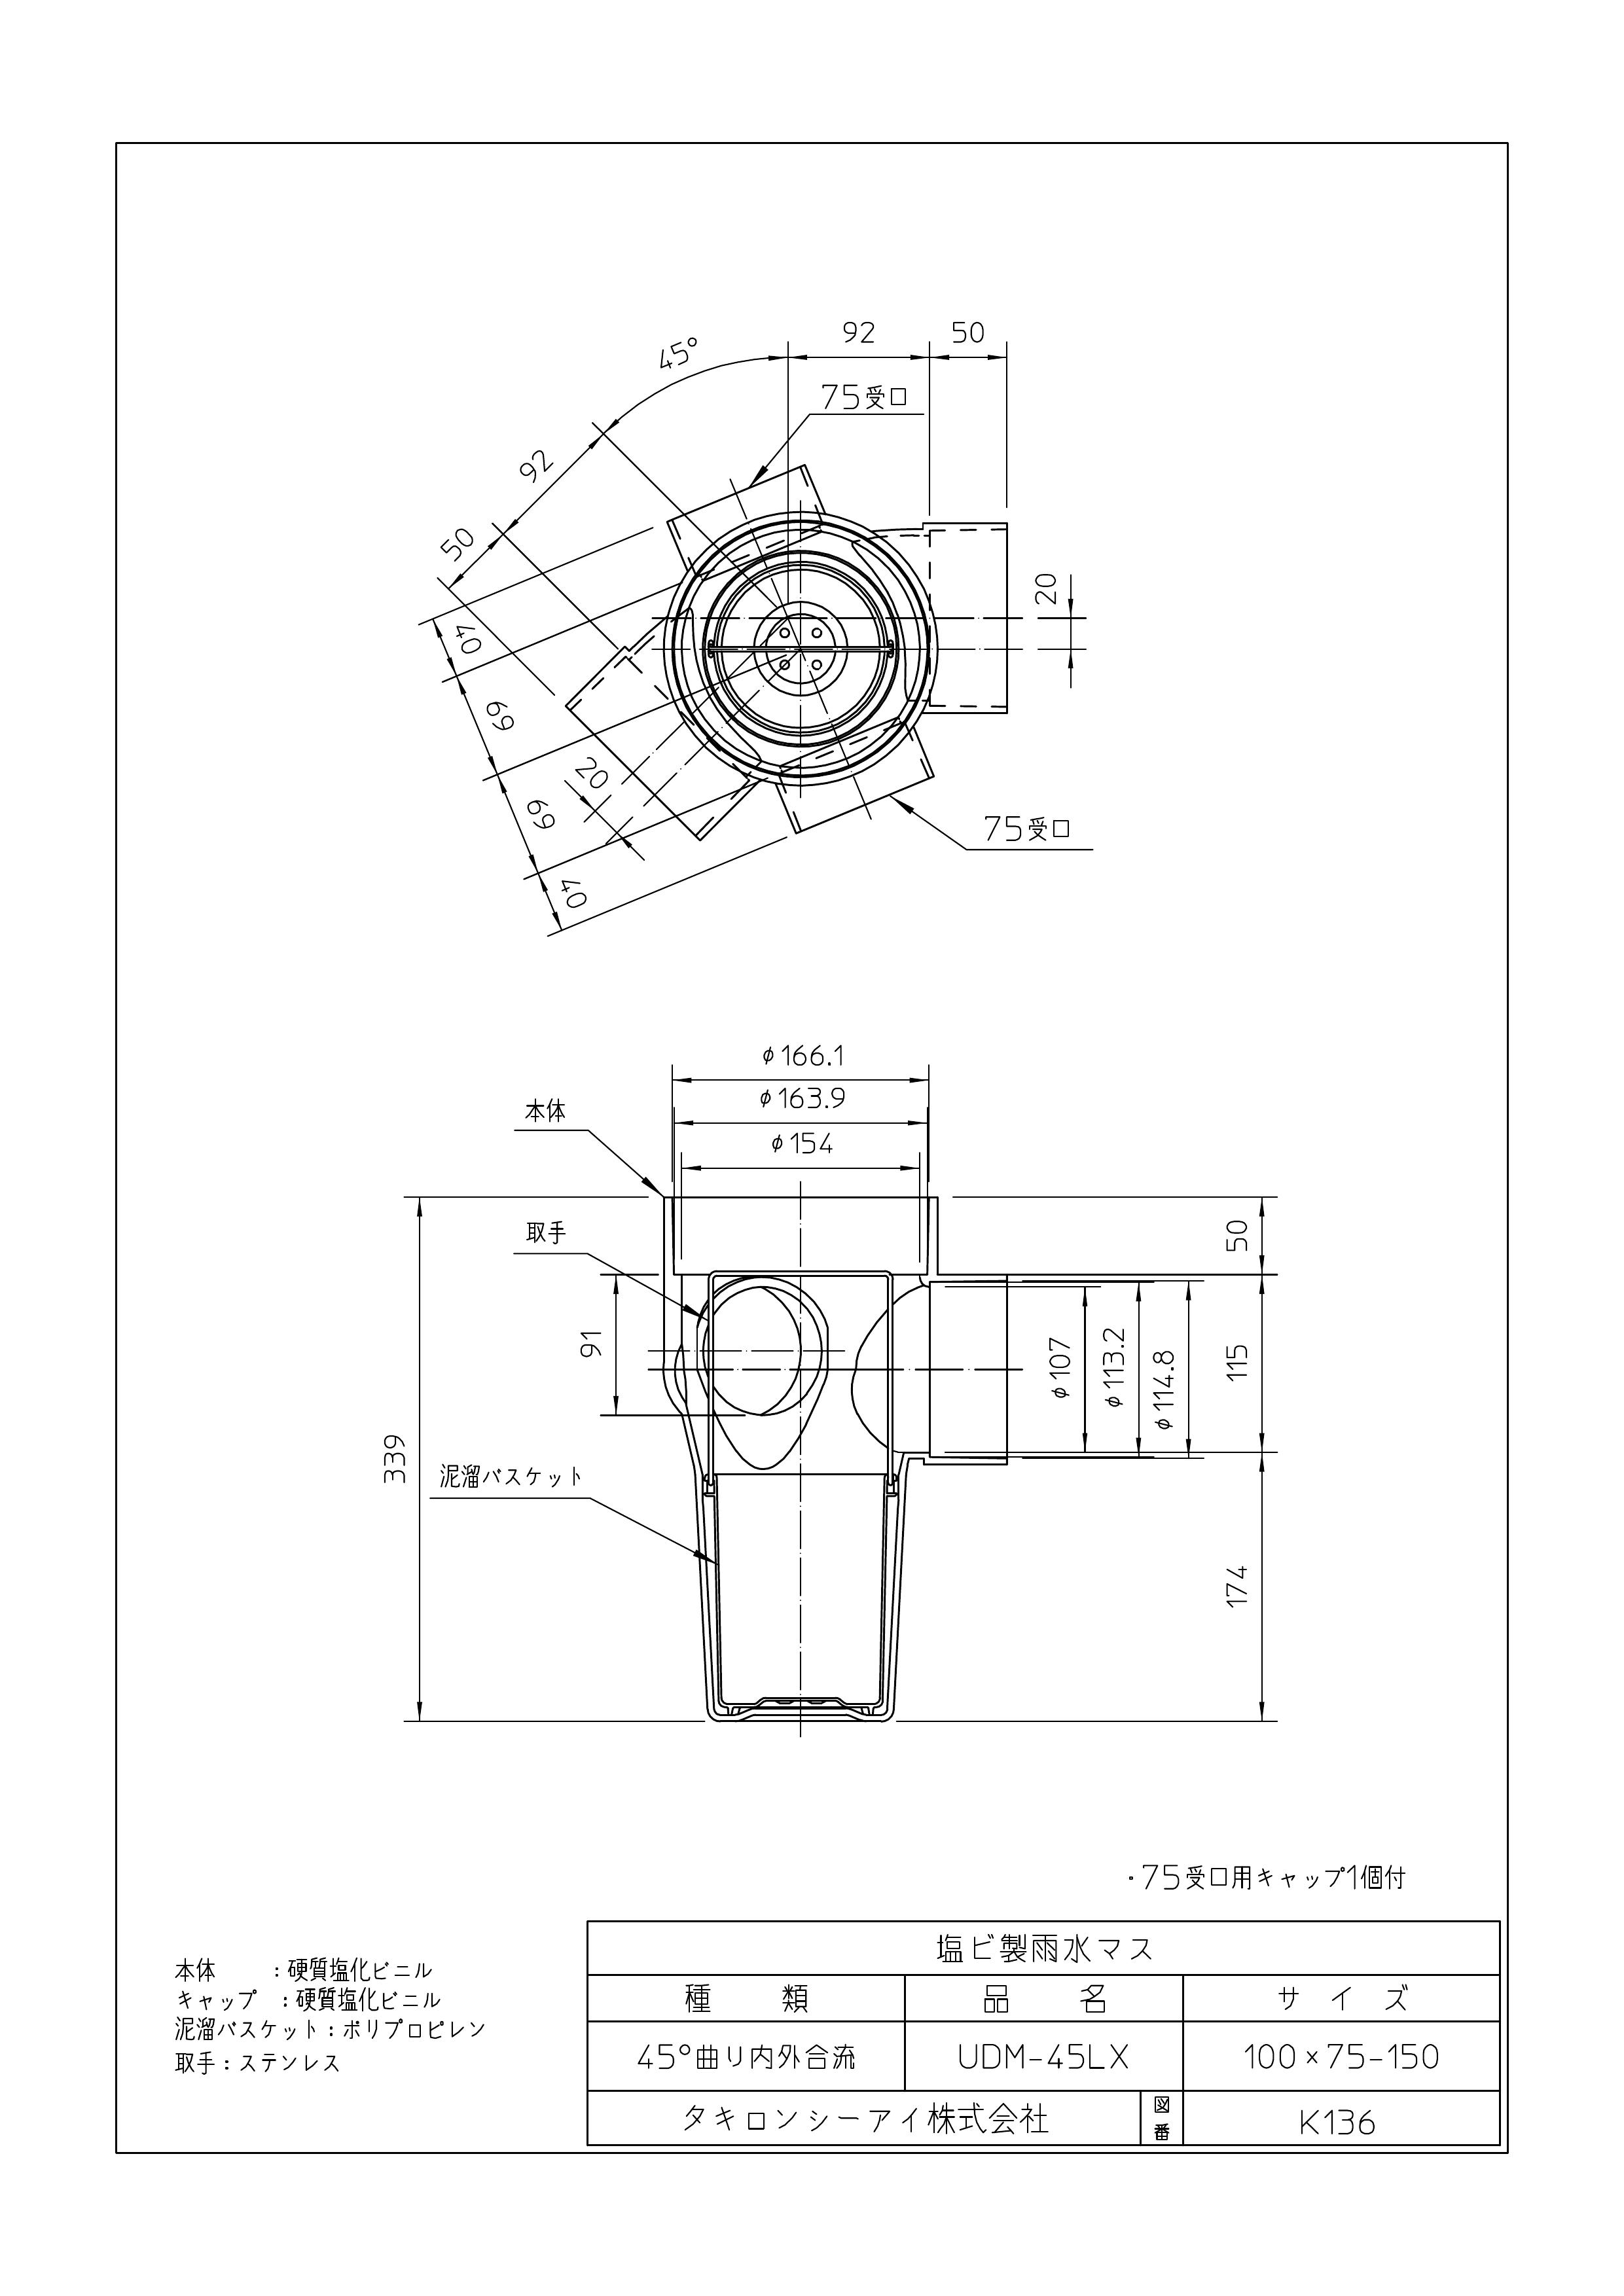 45° 92 50
75受口
92
50
20
40
69
20
69
75受口
40
φ166.1
φ163.9
本体
φ154
取手
50
91
φ107 φ113.2 φ114.8 115
339
泥溜バスケット
174
・75受口用キャップ1個付
塩ビ製雨水マス
種類 品名 サイズ
45°曲り内外合流 UDM-45LX 100×75-150
タキロンシーアイ株式会社 図番 K136
本体 :硬質塩化ビニル
キャップ :硬質塩化ビニル
泥溜バスケット:ポリプロピレン
取手:ステンレス